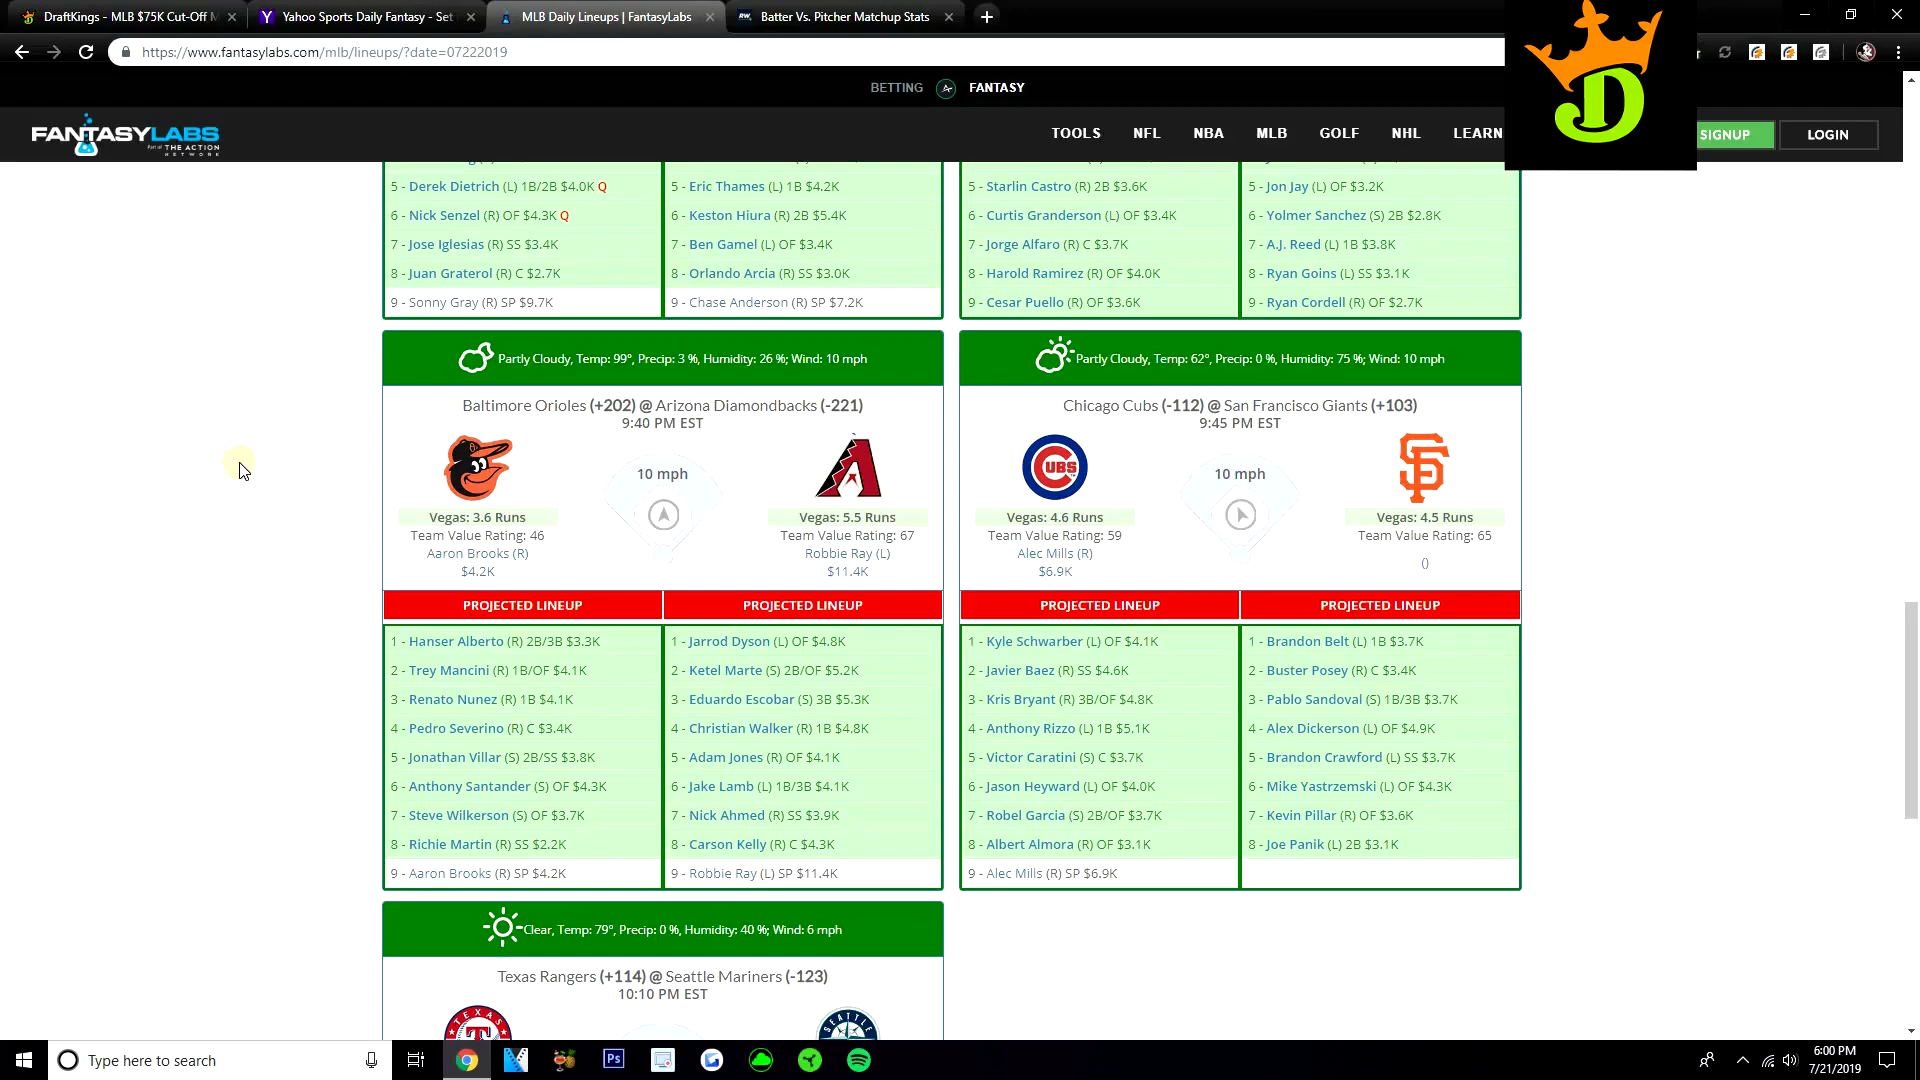 DraftKings - MLB $75K Cut-Off M
Yahoo Sports Daily Fantasy - Set
MLB Daily Lineups | FantasyLabs
RW
Batter Vs. Pitcher Matchup Stats
https://www.fantasylabs.com/mlb/lineups/?date=07222019
BETTING
FANTASY
FANTASYLABS
Part of THE ACTION NETWORK
TOOLS
NFL
NBA
MLB
GOLF
NHL
LEARN
SIGNUP
LOGIN
D
5 - Derek Dietrich (L) 1B/2B $4.0K Q
6 - Nick Senzel (R) OF $4.3K Q
7 - Jose Iglesias (R) SS $3.4K
8 - Juan Graterol (R) C $2.7K
9 - Sonny Gray (R) SP $9.7K
5 - Eric Thames (L) 1B $4.2K
6 - Keston Hiura (R) 2B $5.4K
7 - Ben Gamel (L) OF $3.4K
8 - Orlando Arcia (R) SS $3.0K
9 - Chase Anderson (R) SP $7.2K
5 - Starlin Castro (R) 2B $3.6K
6 - Curtis Granderson (L) OF $3.4K
7 - Jorge Alfaro (R) C $3.7K
8 - Harold Ramirez (R) OF $4.0K
9 - Cesar Puello (R) OF $3.6K
5 - Jon Jay (L) OF $3.2K
6 - Yolmer Sanchez (S) 2B $2.8K
7 - A.J. Reed (L) 1B $3.8K
8 - Ryan Goins (L) SS $3.1K
9 - Ryan Cordell (R) OF $2.7K
Partly Cloudy, Temp: 99°, Precip: 3 %, Humidity: 26 %; Wind: 10 mph
Baltimore Orioles (+202) @ Arizona Diamondbacks (-221)
9:40 PM EST
10 mph
Vegas: 3.6 Runs
Team Value Rating: 46
Aaron Brooks (R)
$4.2K
Vegas: 5.5 Runs
Team Value Rating: 67
Robbie Ray (L)
$11.4K
PROJECTED LINEUP
PROJECTED LINEUP
1 - Hanser Alberto (R) 2B/3B $3.3K
2 - Trey Mancini (R) 1B/OF $4.1K
3 - Renato Nunez (R) 1B $4.1K
4 - Pedro Severino (R) C $3.4K
5 - Jonathan Villar (S) 2B/SS $3.8K
6 - Anthony Santander (S) OF $4.3K
7 - Steve Wilkerson (S) OF $3.7K
8 - Richie Martin (R) SS $2.2K
9 - Aaron Brooks (R) SP $4.2K
1 - Jarrod Dyson (L) OF $4.8K
2 - Ketel Marte (S) 2B/OF $5.2K
3 - Eduardo Escobar (S) 3B $5.3K
4 - Christian Walker (R) 1B $4.8K
5 - Adam Jones (R) OF $4.1K
6 - Jake Lamb (L) 1B/3B $4.1K
7 - Nick Ahmed (R) SS $3.9K
8 - Carson Kelly (R) C $4.3K
9 - Robbie Ray (L) SP $11.4K
Partly Cloudy, Temp: 62°, Precip: 0 %, Humidity: 75 %; Wind: 10 mph
Chicago Cubs (-112) @ San Francisco Giants (+103)
9:45 PM EST
CUBS
10 mph
SF
Vegas: 4.6 Runs
Team Value Rating: 59
Alec Mills (R)
$6.9K
Vegas: 4.5 Runs
Team Value Rating: 65
()
PROJECTED LINEUP
PROJECTED LINEUP
1 - Kyle Schwarber (L) OF $4.1K
2 - Javier Baez (R) SS $4.6K
3 - Kris Bryant (R) 3B/OF $4.8K
4 - Anthony Rizzo (L) 1B $5.1K
5 - Victor Caratini (S) C $3.7K
6 - Jason Heyward (L) OF $4.0K
7 - Robel Garcia (S) 2B/OF $3.7K
8 - Albert Almora (R) OF $3.1K
9 - Alec Mills (R) SP $6.9K
1 - Brandon Belt (L) 1B $3.7K
2 - Buster Posey (R) C $3.4K
3 - Pablo Sandoval (S) 1B/3B $3.7K
4 - Alex Dickerson (L) OF $4.9K
5 - Brandon Crawford (L) SS $3.7K
6 - Mike Yastrzemski (L) OF $4.3K
7 - Kevin Pillar (R) OF $3.6K
8 - Joe Panik (L) 2B $3.1K
Clear, Temp: 79°, Precip: 0 %, Humidity: 40 %; Wind: 6 mph
Texas Rangers (+114) @ Seattle Mariners (-123)
10:10 PM EST
TEXAS
SEATTLE
Type here to search
Ps
6:00 PM
7/21/2019